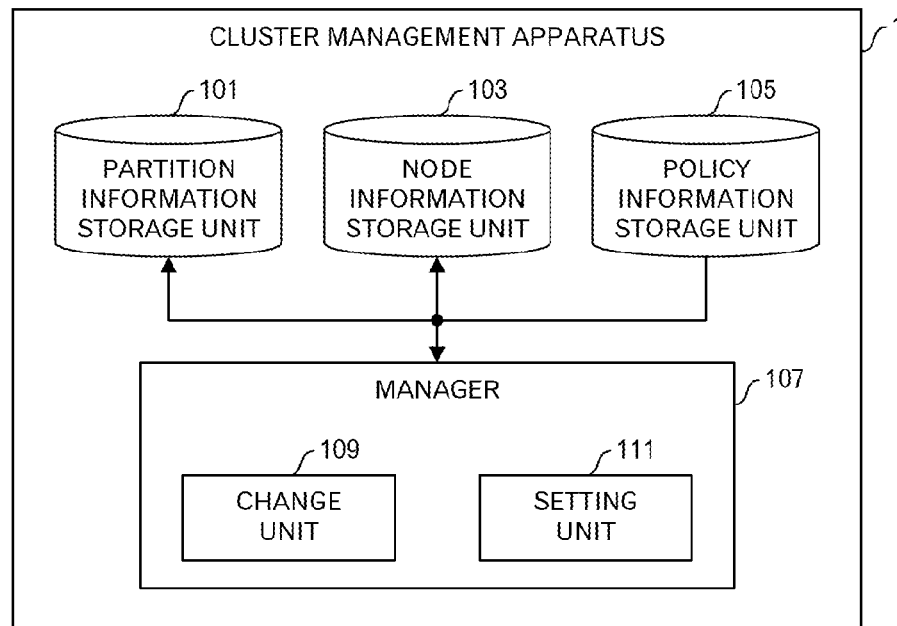 CLUSTER MANAGEMENT APPARATUS
1
101
103
105
PARTITION
INFORMATION
STORAGE UNIT
NODE
INFORMATION
STORAGE UNIT
POLICY
INFORMATION
STORAGE UNIT
MANAGER
107
109
111
CHANGE
UNIT
SETTING
UNIT